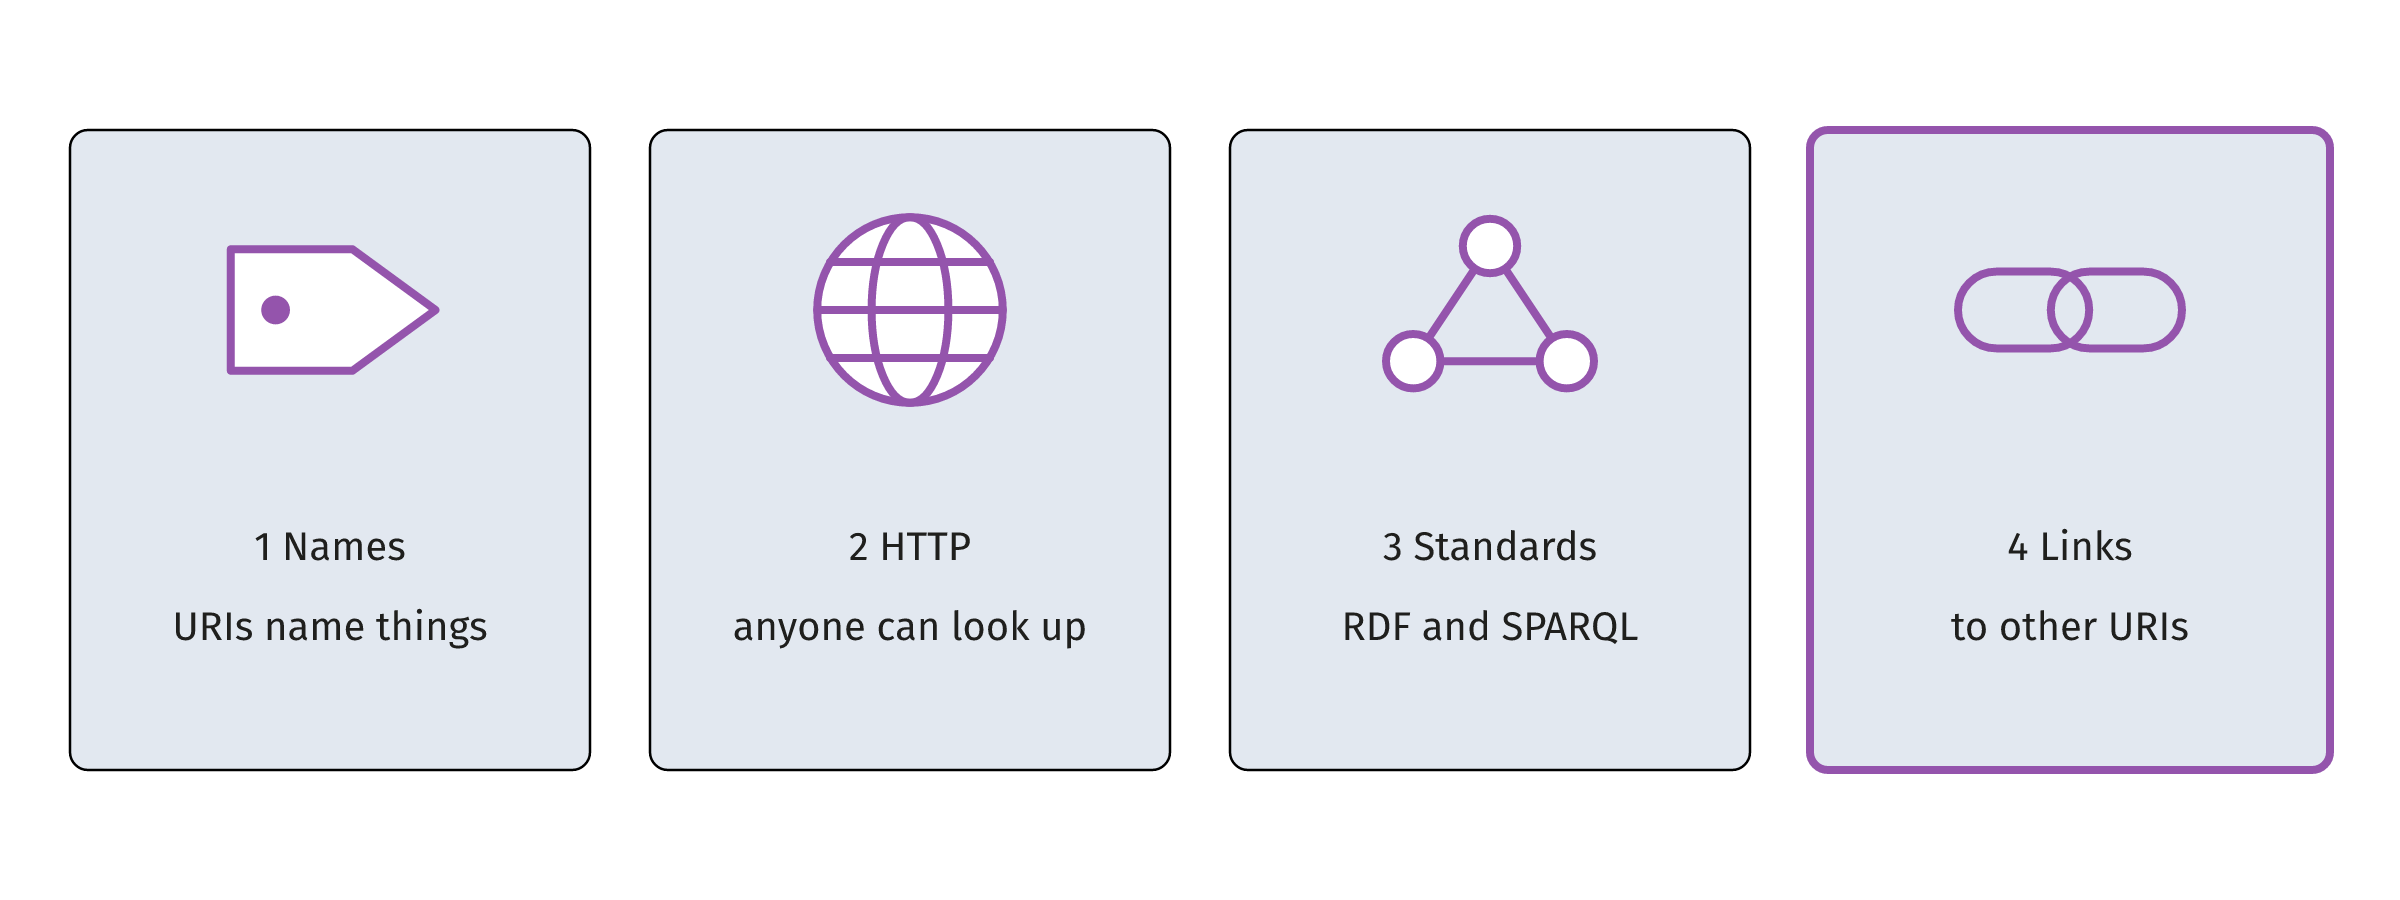 1 Names
URIs name things
2 HTTP
anyone can look up
3 Standards
RDF and SPARQL
4 Links
to other URIs